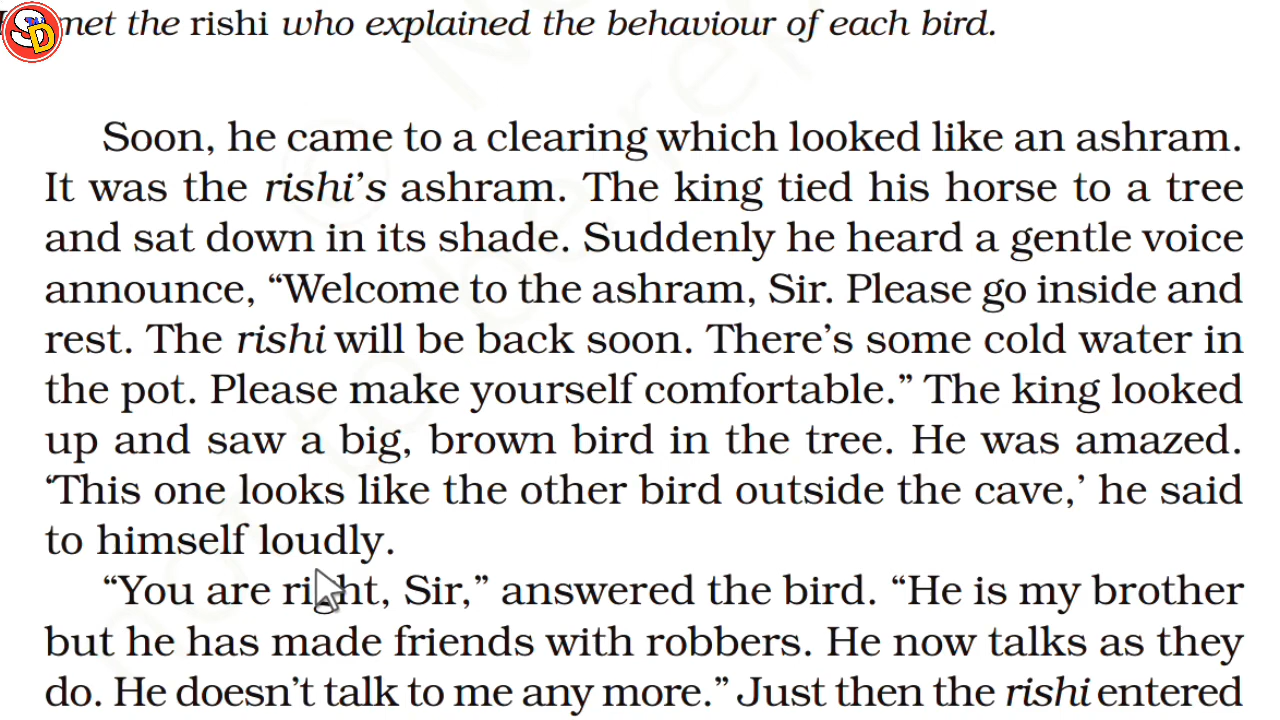 SD met the rishi who explained the behaviour of each bird.
Soon, he came to a clearing which looked like an ashram.
It was the rishi’s ashram. The king tied his horse to a tree
and sat down in its shade. Suddenly he heard a gentle voice
announce, “Welcome to the ashram, Sir. Please go inside and
rest. The rishi will be back soon. There’s some cold water in
the pot. Please make yourself comfortable.” The king looked
up and saw a big, brown bird in the tree. He was amazed.
‘This one looks like the other bird outside the cave,’ he said
to himself loudly.
“You are right, Sir,” answered the bird. “He is my brother
but he has made friends with robbers. He now talks as they
do. He doesn’t talk to me any more.” Just then the rishi entered